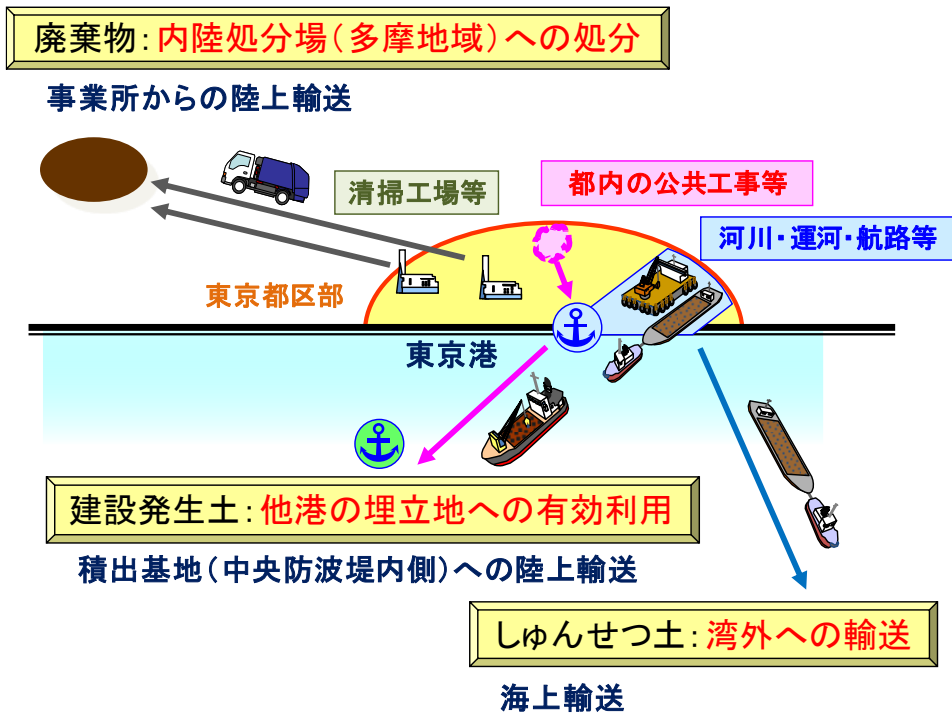 廃棄物：内陸処分場（多摩地域）への処分
事業所からの陸上輸送
清掃工場等
都内の公共工事等
河川・運河・航路等
東京都区部
東京港
建設発生土：他港の埋立地への有効利用
積出基地（中央防波堤内側）への陸上輸送
しゅんせつ土：湾外への輸送
海上輸送